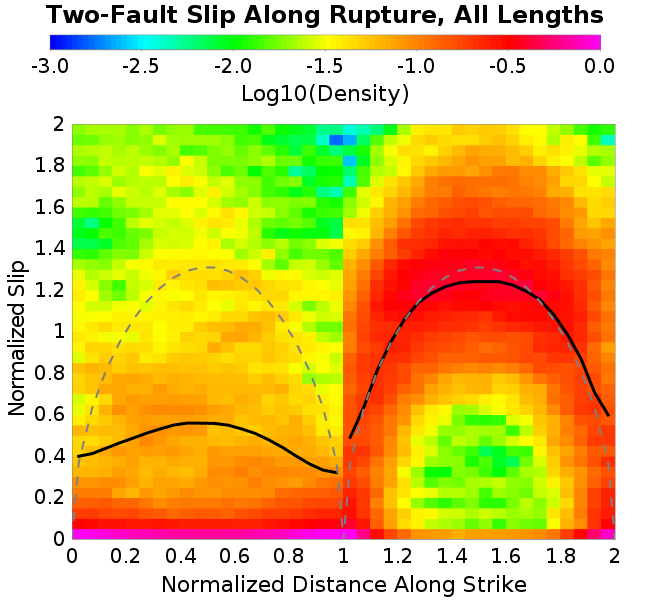 Two-Fault Slip Along Rupture, All Lengths
-3.0 -2.5 -2.0 -1.5 -1.0 -0.5 0.0
Log10(Density)
2
1.8
1.6
1.4
1.2
1
0.8
0.6
0.4
0.2
0
Normalized Slip
0 0.2 0.4 0.6 0.8 1 1.2 1.4 1.6 1.8 2
Normalized Distance Along Strike